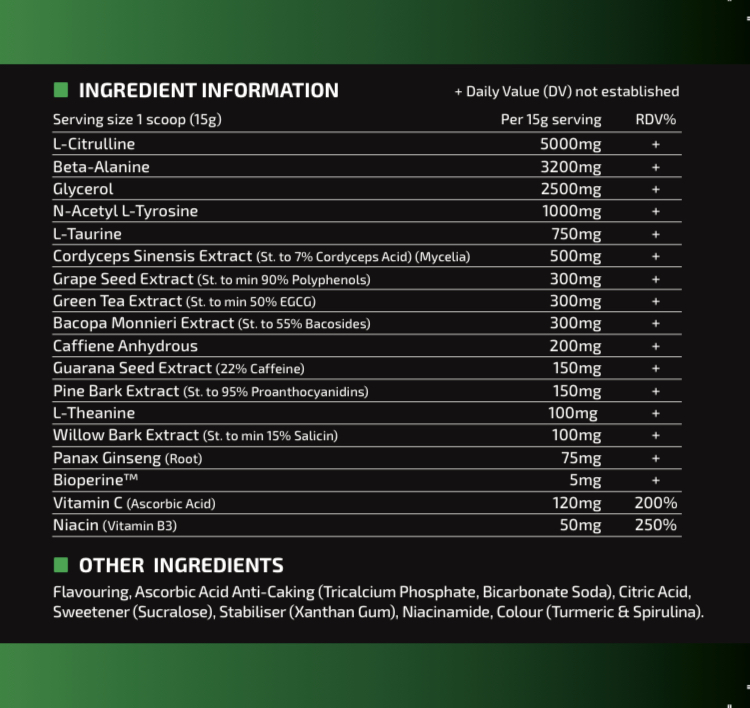 INGREDIENT INFORMATION + Daily Value (DV) not established
Serving size 1 scoop (15g) Per 15g serving RDV%
L-Citrulline 5000mg +
Beta-Alanine 3200mg +
Glycerol 2500mg +
N-Acetyl L-Tyrosine 1000mg +
L-Taurine 750mg +
Cordyceps Sinensis Extract (St. to 7% Cordyceps Acid) (Mycelia) 500mg +
Grape Seed Extract (St. to min 90% Polyphenols) 300mg +
Green Tea Extract (St. to min 50% EGCG) 300mg +
Bacopa Monnieri Extract (St. to 55% Bacosides) 300mg +
Caffiene Anhydrous 200mg +
Guarana Seed Extract (22% Caffeine) 150mg +
Pine Bark Extract (St. to 95% Proanthocyanidins) 150mg +
L-Theanine 100mg +
Willow Bark Extract (St. to min 15% Salicin) 100mg +
Panax Ginseng (Root) 75mg +
Bioperine™ 5mg +
Vitamin C (Ascorbic Acid) 120mg 200%
Niacin (Vitamin B3) 50mg 250%
OTHER INGREDIENTS
Flavouring, Ascorbic Acid Anti-Caking (Tricalcium Phosphate, Bicarbonate Soda), Citric Acid,
Sweetener (Sucralose), Stabiliser (Xanthan Gum), Niacinamide, Colour (Turmeric & Spirulina).